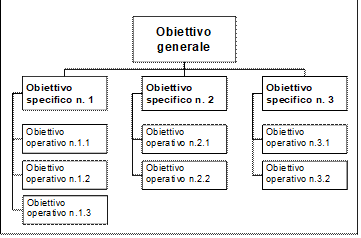 Obiettivo
generale
Obiettivo
specifico n. 1
Obiettivo
specifico n. 2
Obiettivo
specifico n. 3
Obiettivo
operativo n.1.1
Obiettivo
operativo n.2.1
Obiettivo
operativo n.3.1
Obiettivo
operativo n.1.2
Obiettivo
operativo n.2.2
Obiettivo
operativo n.3.2
Obiettivo
operativo n.1.3